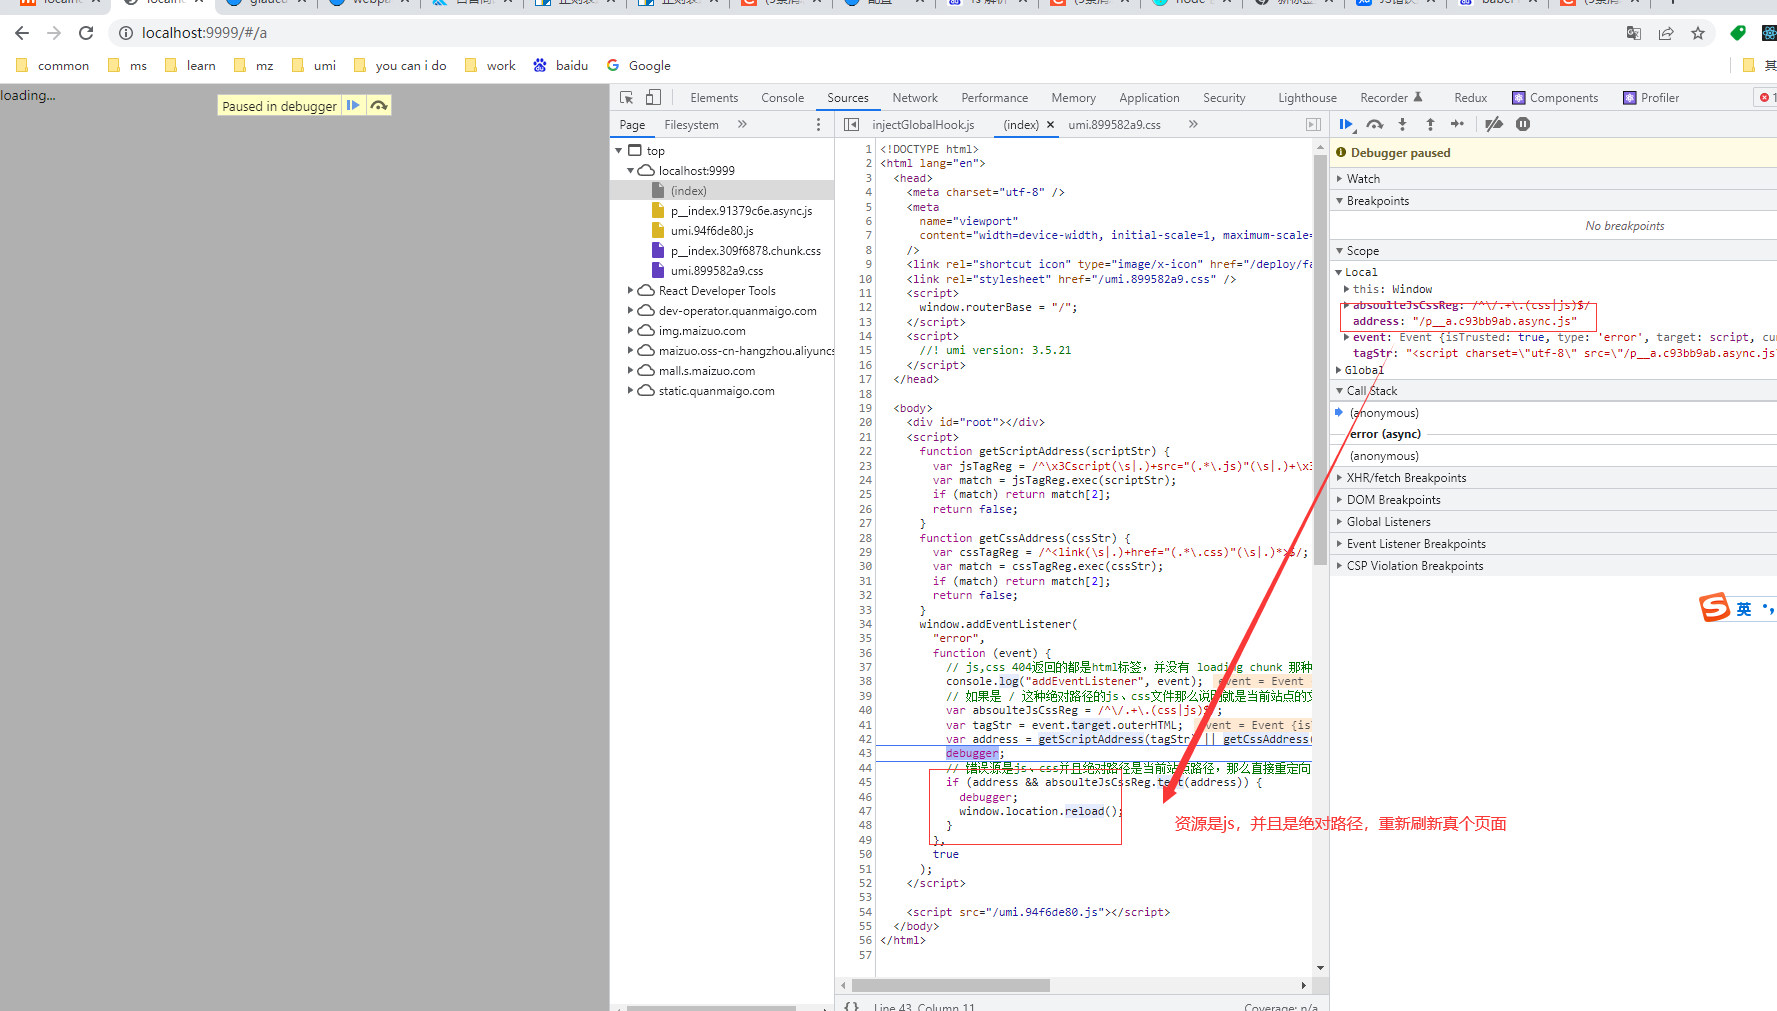 localhost:9999/#/a
common
ms
learn
mz
umi
you can i do
work
baidu
Google
loading...
Paused in debugger
Elements
Console
Sources
Network
Performance
Memory
Application
Security
Lighthouse
Recorder
Redux
Components
Profiler
Page
Filesystem
injectGlobalHook.js
(index)
umi.899582a9.css
top
localhost:9999
(index)
p__index.91379c6e.async.js
umi.94f6de80.js
p__index.309f6878.chunk.css
umi.899582a9.css
React Developer Tools
dev-operator.quanmaigo.com
img.maizuo.com
maizuo.oss-cn-hangzhou.aliyuncs
mall.s.maizuo.com
static.quanmaigo.com
1 <!DOCTYPE html>
2 <html lang="en">
3 <head>
4 <meta charset="utf-8" />
5 <meta
6 name="viewport"
7 content="width=device-width, initial-scale=1, maximum-scale=
8 />
9 <link rel="shortcut icon" type="image/x-icon" href="/deploy/fa
10 <link rel="stylesheet" href="/umi.899582a9.css" />
11 <script>
12 window.routerBase = "/";
13 </script>
14 <script>
15 //! umi version: 3.5.21
16 </script>
17 </head>
18
19 <body>
20 <div id="root"></div>
21 <script>
22 function getScriptAddress(scriptStr) {
23 var jsTagReg = /^\x3Cscript(\s|.)+src="(.*\.js)"(\s|.)+\x3
24 var match = jsTagReg.exec(scriptStr);
25 if (match) return match[2];
26 return false;
27 }
28 function getCssAddress(cssStr) {
29 var cssTagReg = /^<link(\s|.)+href="(.*\.css)"(\s|.)*>$/;
30 var match = cssTagReg.exec(cssStr);
31 if (match) return match[2];
32 return false;
33 }
34 window.addEventListener(
35 "error",
36 function (event) {
37 // js,css 404返回的都是html标签，并没有 loading chunk 那种
38 console.log("addEventListener", event); event = Event
39 // 如果是 / 这种绝对路径的js、css文件那么说明就是当前站点的文
40 var absoulteJsCssReg = /^\/.+\.(css|js)$/;
41 var tagStr = event.target.outerHTML; event = Event {is
42 var address = getScriptAddress(tagStr) || getCssAddress(
43 debugger;
44 // 错误源是js、css并且绝对路径是当前站点路径，那么直接重定向
45 if (address && absoulteJsCssReg.test(address)) {
46 debugger;
47 window.location.reload();
48 }
49 },
50 true
51 );
52 </script>
53
54 <script src="/umi.94f6de80.js"></script>
55 </body>
56 </html>
57
资源是js，并且是绝对路径，重新刷新真个页面
Line 43, Column 11
Coverage: n/a
Debugger paused
Watch
Breakpoints
No breakpoints
Scope
Local
this: Window
absoulteJsCssReg: /^\/.+\.(css|js)$/
address: "/p__a.c93bb9ab.async.js"
event: Event {isTrusted: true, type: 'error', target: script, cu
tagStr: "<script charset=\"utf-8\" src=\"/p__a.c93bb9ab.async.js
Global
Call Stack
(anonymous)
error (async)
(anonymous)
XHR/fetch Breakpoints
DOM Breakpoints
Global Listeners
Event Listener Breakpoints
CSP Violation Breakpoints
英